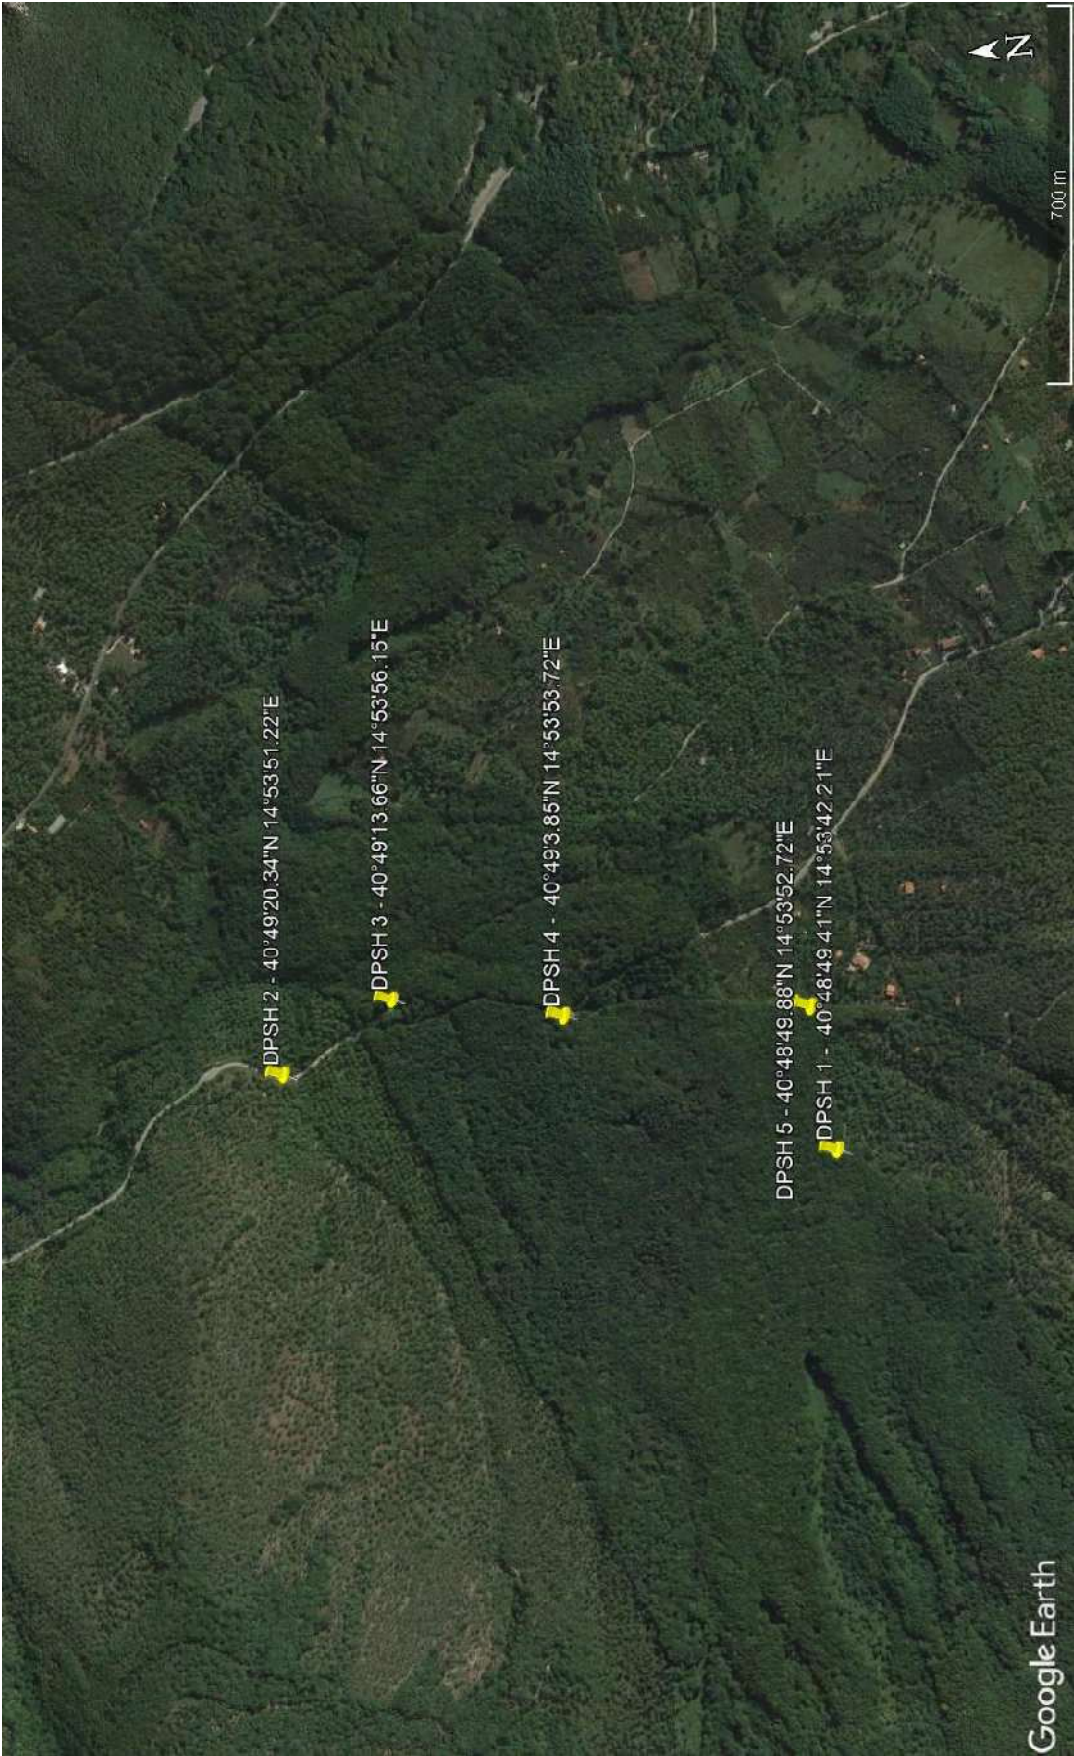 N
DPSH 2 - 40°49'20.34"N 14°53'51.22"E
DPSH 3 - 40°49'13.66"N 14°53'56.15"E
DPSH 4 - 40°49'3.85"N 14°53'53.72"E
DPSH 5 - 40°48'49.88"N 14°53'52.72"E
DPSH 1 - 40°48'49.41"N 14°53'42.21"E
Google Earth
700 m